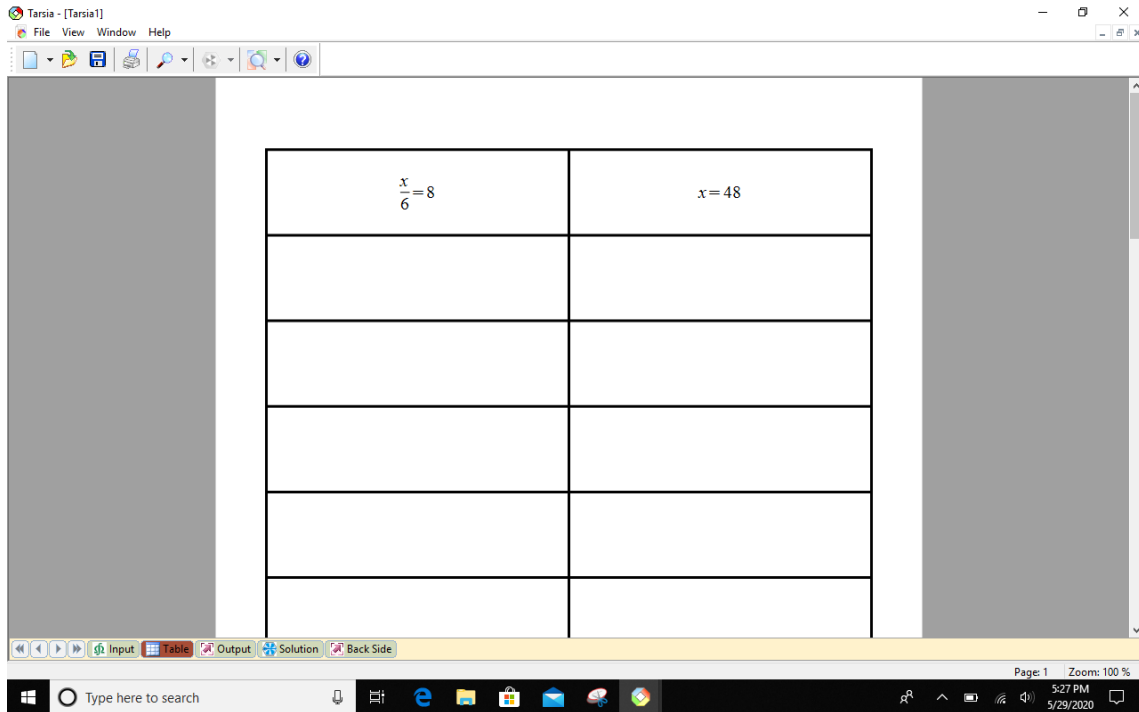 Tarsia - [Tarsia1]
File View Window Help
x/6=8
x=48
Input Table Output Solution Back Side
Page: 1 Zoom: 100 %
Type here to search
5:27 PM
5/29/2020